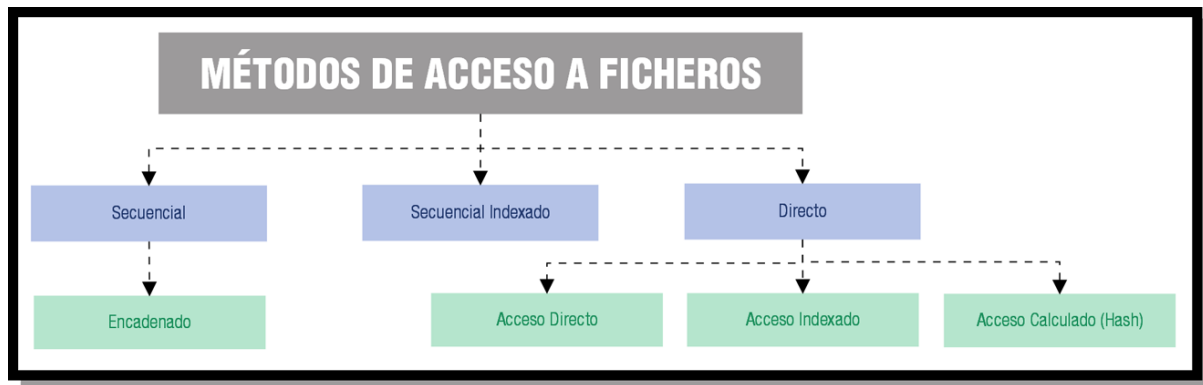 MÉTODOS DE ACCESO A FICHEROS
Secuencial
Secuencial Indexado
Directo
Encadenado
Acceso Directo
Acceso Indexado
Acceso Calculado (Hash)